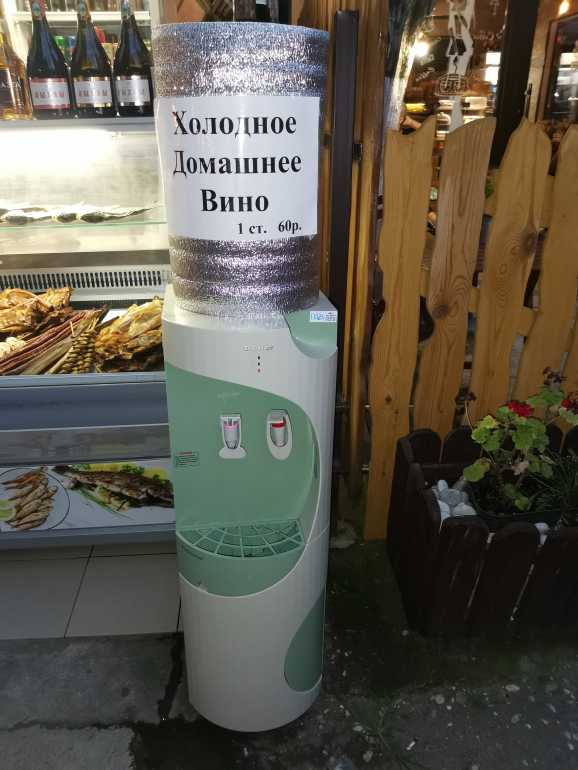 Холодное
Домашнее
Вино
1 ст. 60р.